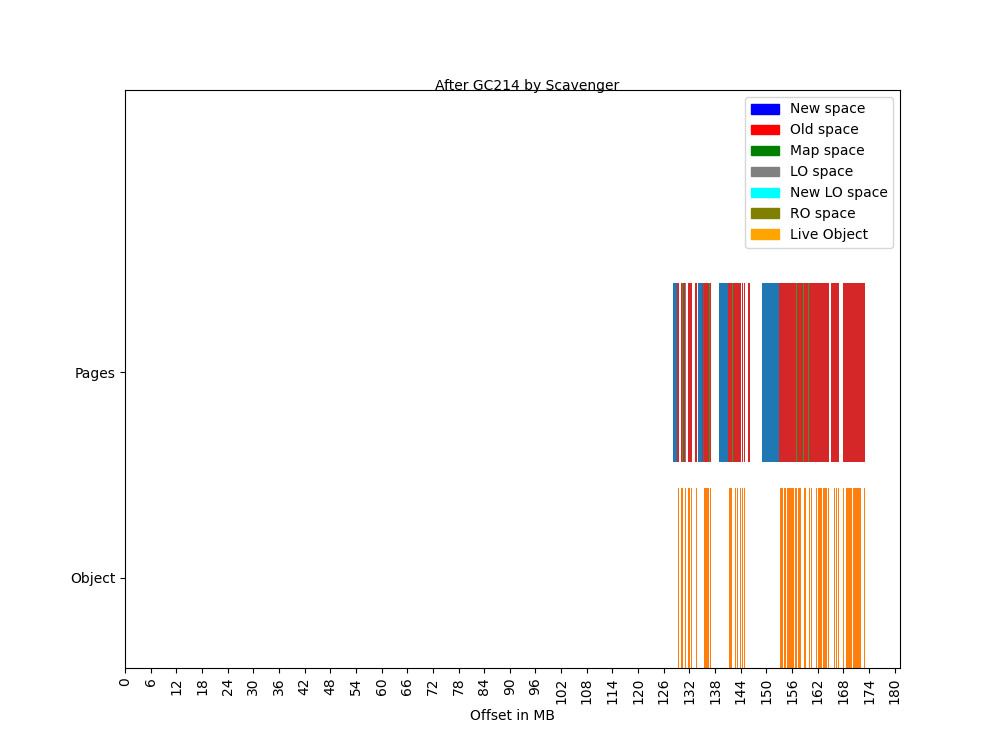 After GC214 by Scavenger
New space
Old space
Map space
LO space
New LO space
RO space
Live Object
Pages
Object
0 6 12 18 24 30 36 42 48 54 60 66 72 78 84 90 96 102 108 114 120 126 132 138 144 150 156 162 168 174 180
Offset in MB